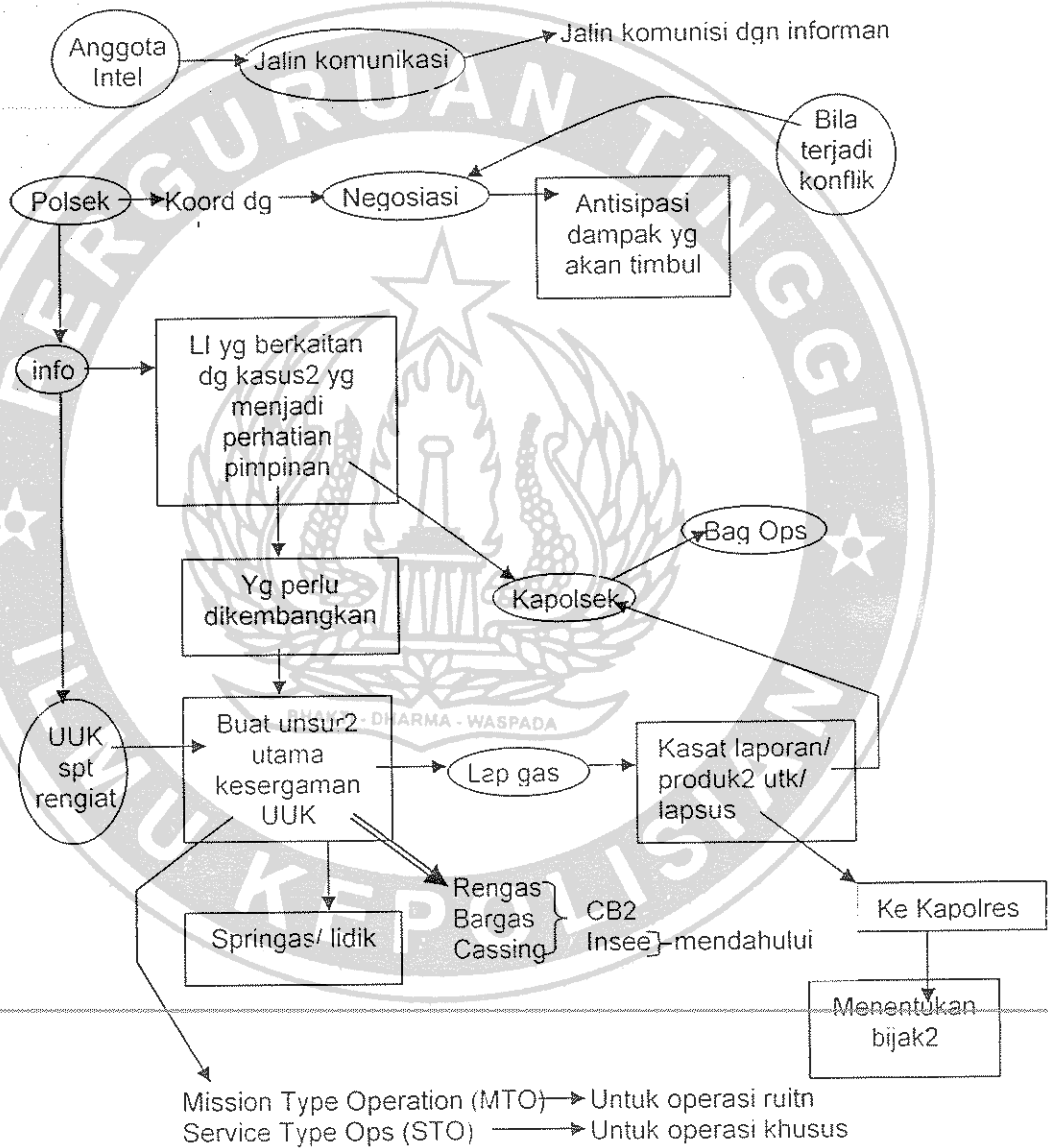 Anggota
Intel
Jalin komunikasi
Jalin komunisi dgn informan
Bila
terjadi
konflik
Polsek
Koord dg
Negosiasi
Antisipasi
dampak yg
akan timbul
info
LI yg berkaitan
dg kasus2 yg
menjadi
perhatian
pimpinan
Bag Ops
Yg perlu
dikembangkan
Kapolsek
UUK
spt
rengiat
Buat unsur2
utama
kesergaman
UUK
Lap gas
Kasat laporan/
produk2 utk/
lapsus
Springas/ lidik
Rengas
Bargas
Cassing
CB2
Insee
mendahului
Ke Kapolres
Menentukan
bijak2
Mission Type Operation (MTO)
Untuk operasi ruitn
Service Type Ops (STO)
Untuk operasi khusus
PERGURUAN TINGGI
ILMU KEPOLISIAN
BHAKTI - DHARMA - WASPADA